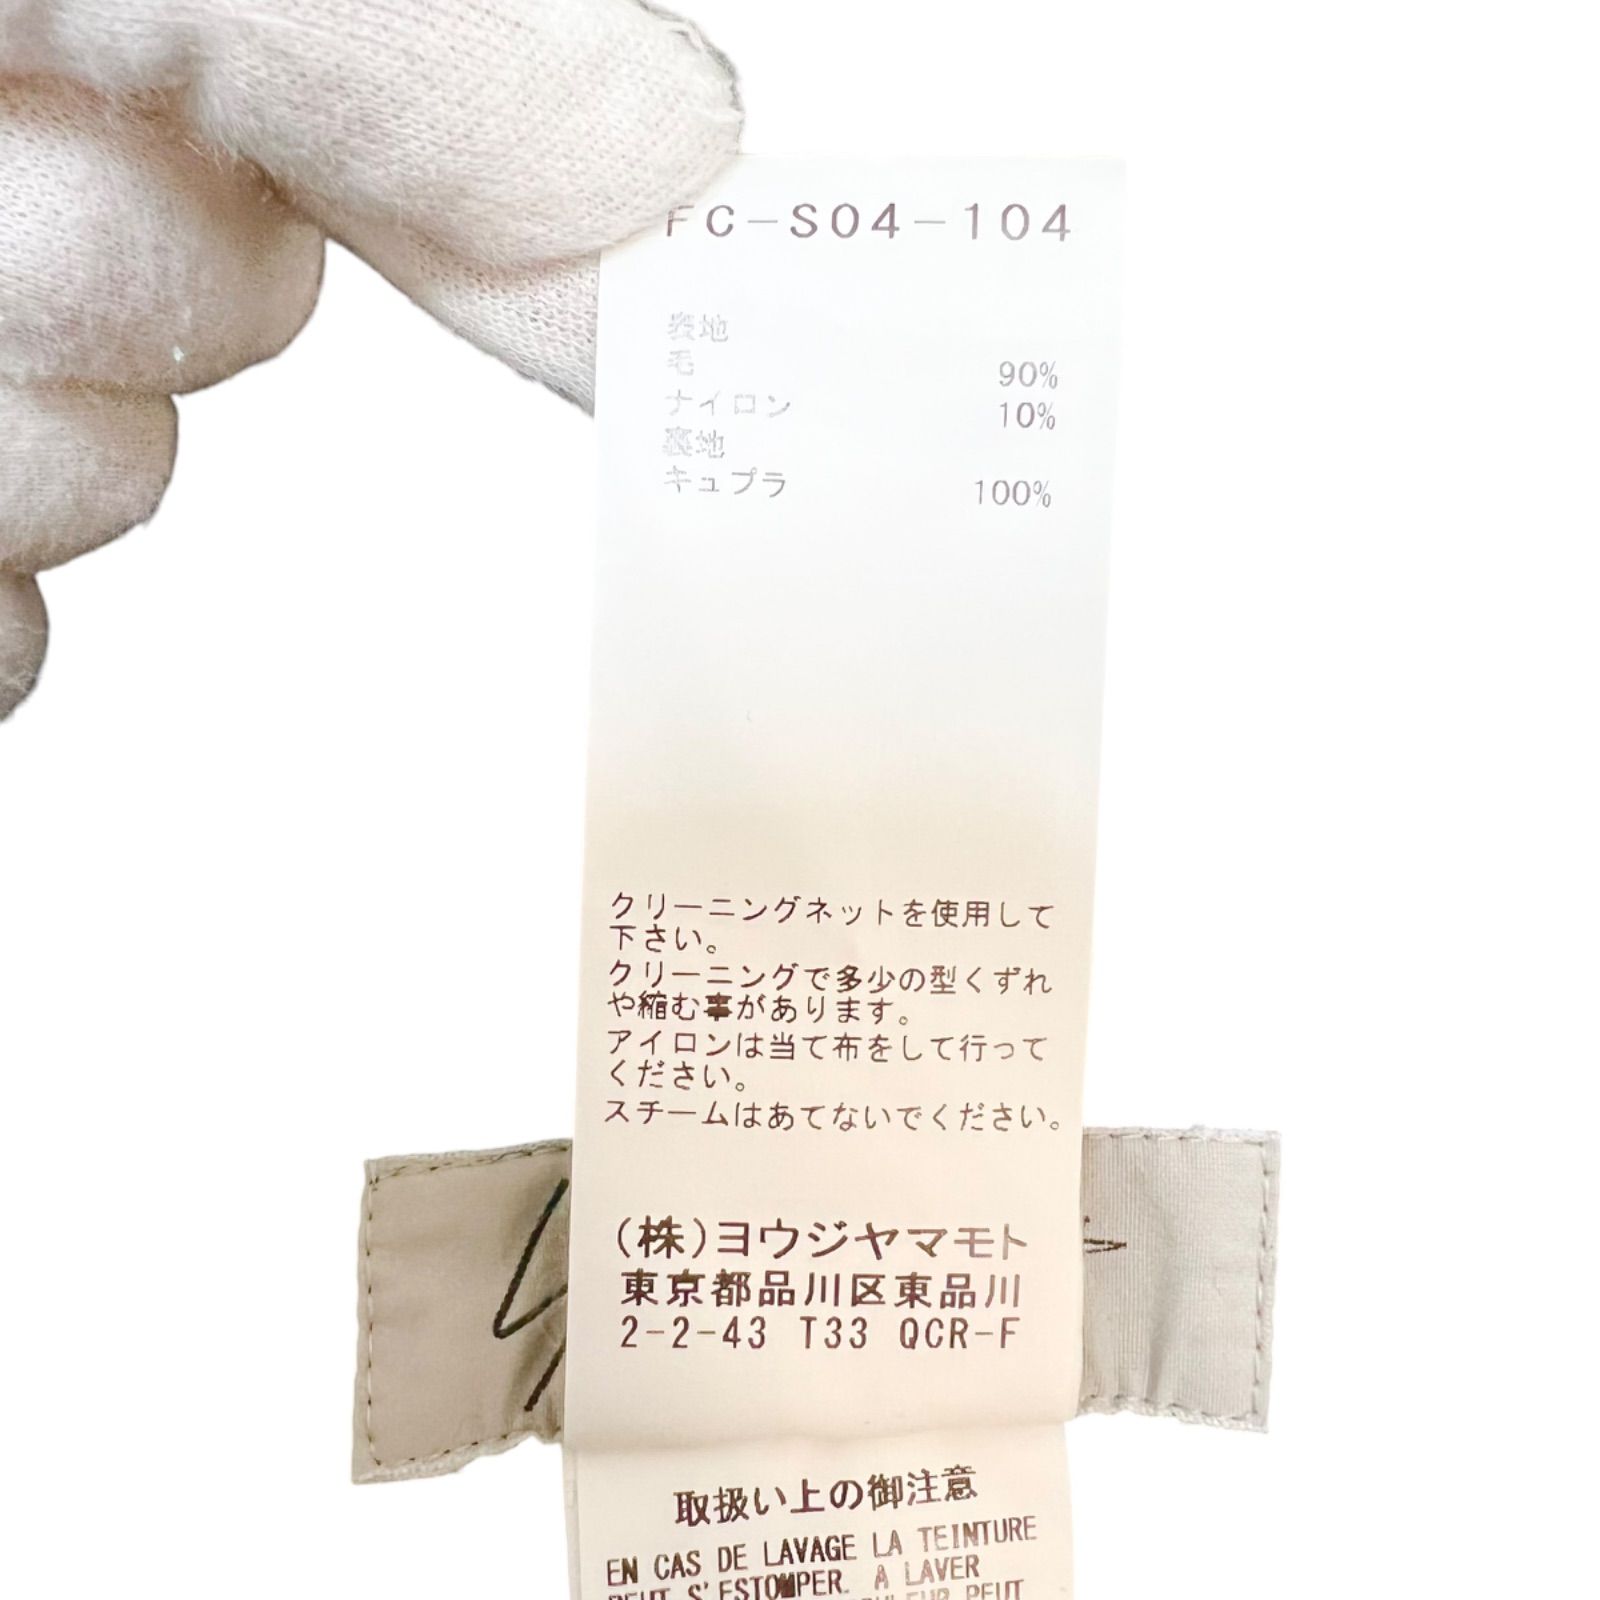 FC-S04-104
表地
毛 90%
ナイロン 10%
裏地
キュプラ 100%
クリーニングネットを使用して
下さい。
クリーニングで多少の型くずれ
や縮む事があります。
アイロンは当て布をして行って
ください。
スチームはあてないでください。
(株)ヨウジヤマモト
東京都品川区東品川
2-2-43 T33 QCR-F
取扱い上の御注意
EN CAS DE LAVAGE LA TEINTURE
PEUT S'ESTOMPER. A LAVER
PEUT